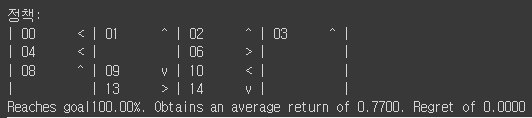 정책:
| 00 < | 01 ^ | 02 ^ | 03 ^ |
| 04 < | | 06 > | |
| 08 ^ | 09 v | 10 < | |
| | 13 > | 14 v | |
Reaches goal100.00%. Obtains an average return of 0.7700. Regret of 0.0000